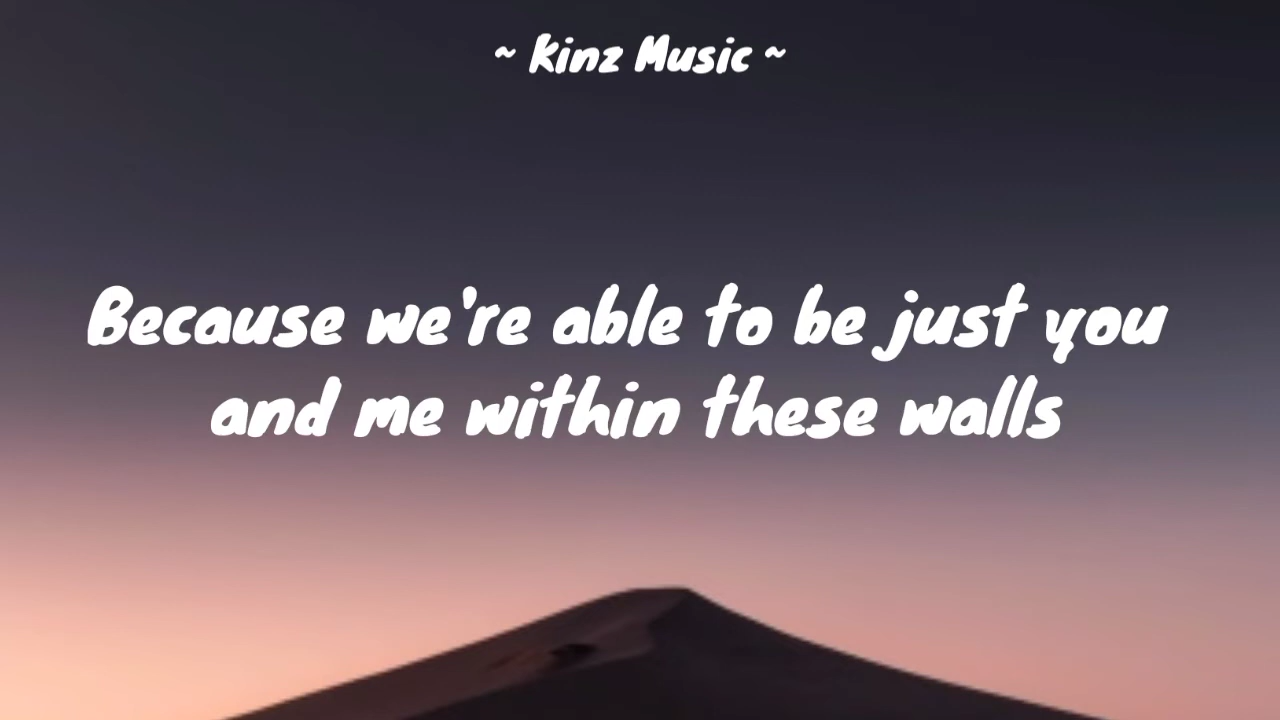 ~ Kinz Music ~
Because we're able to be just you
and me within these walls